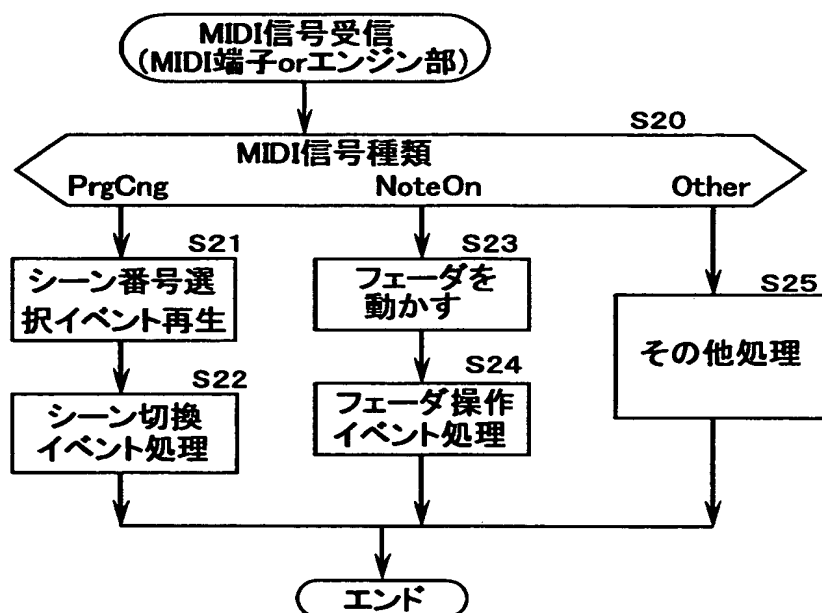 MIDI信号受信
(MIDI端子orエンジン部)
S20
MIDI信号種類
PrgCng
NoteOn
Other
S21
シーン番号選
択イベント再生
S22
シーン切換
イベント処理
S23
フェーダを
動かす
S24
フェーダ操作
イベント処理
S25
その他処理
エンド